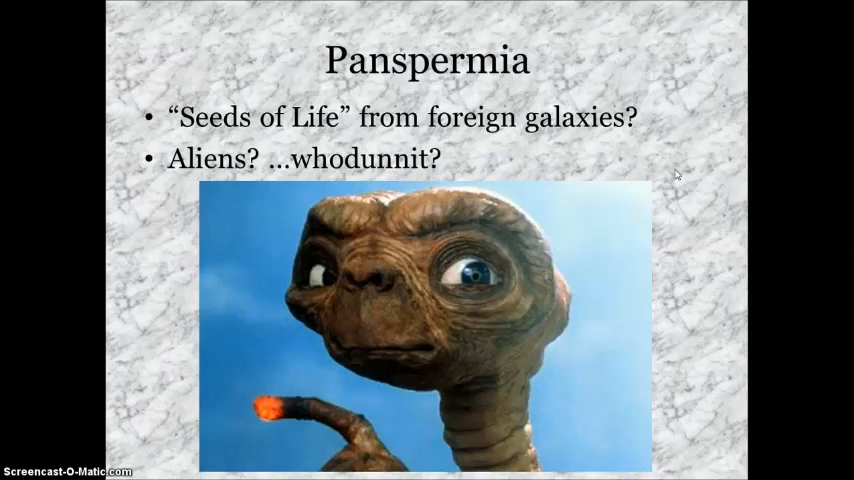 Panspermia
• “Seeds of Life” from foreign galaxies?
• Aliens? ...whodunnit?
Screencast-O-Matic.com